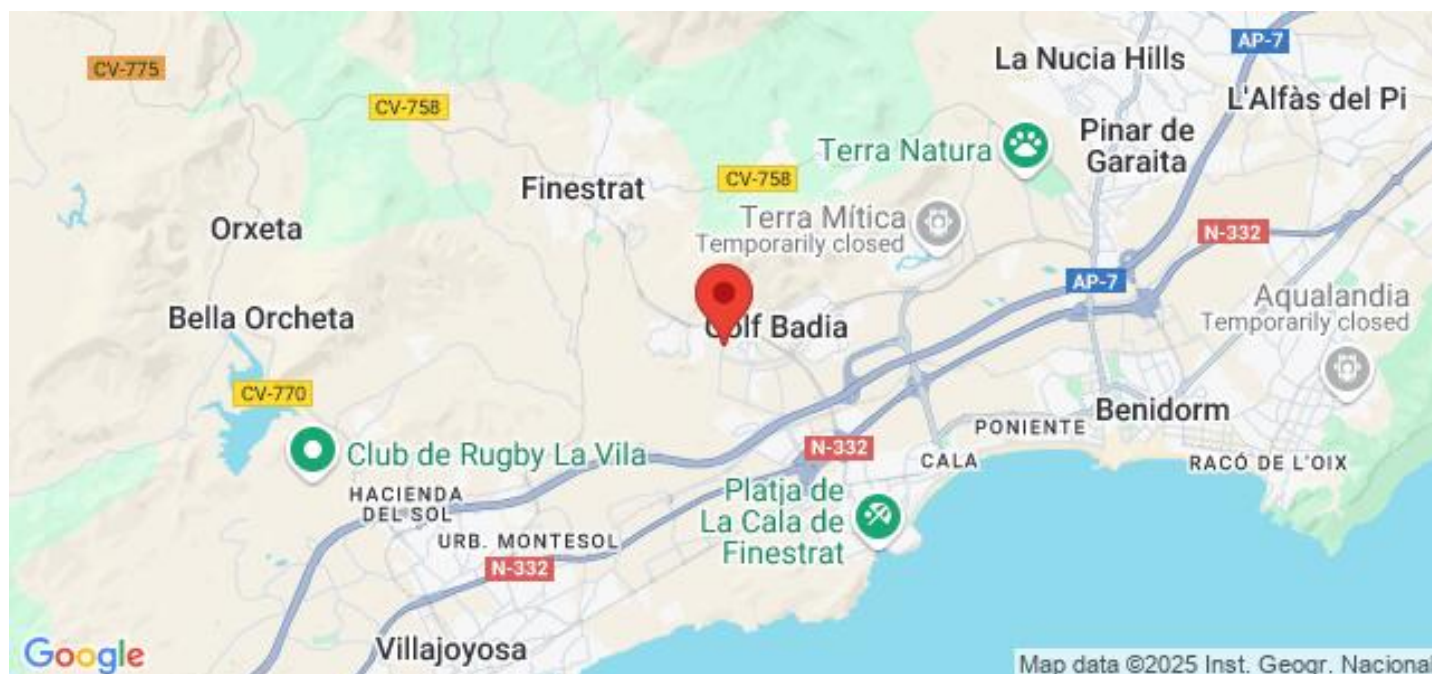 AP-7
La Nucia Hills
CV-775
L'Alfàs del Pi
CV-758
Pinar de
Garaita
Terra Natura
CV-758
Finestrat
Terra Mítica
Temporarily closed
Orxeta
N-332
AP-7
Aqualandia
Temporarily closed
Bella Orcheta
Golf Badia
CV-770
Benidorm
PONIENTE
Club de Rugby La Vila
N-332
CALA
RACÓ DE L'OIX
HACIENDA
DEL SOL
Platja de
La Cala de
Finestrat
URB. MONTESOL
N-332
Villajoyosa
Google
Map data ©2025 Inst. Geogr. Nacional